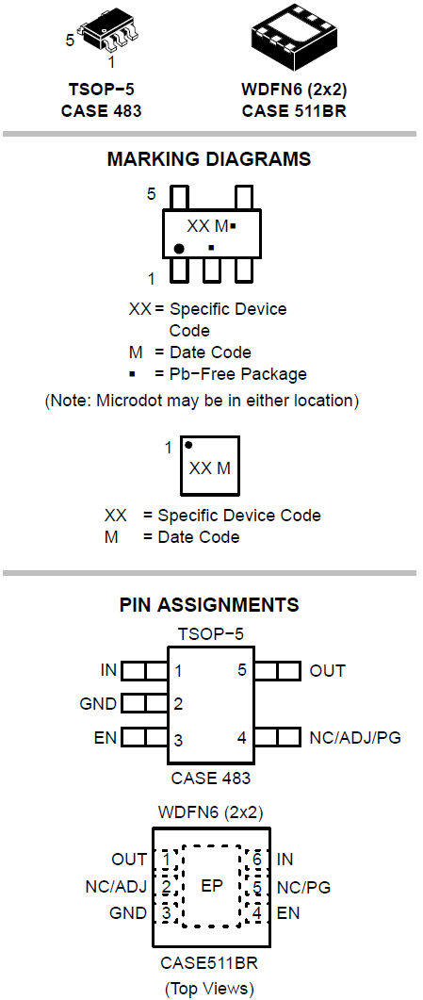 5
1
TSOP−5
CASE 483
WDFN6 (2x2)
CASE 511BR
MARKING DIAGRAMS
5
XX M▪
▪
1
XX = Specific Device
Code
M = Date Code
▪ = Pb−Free Package
(Note: Microdot may be in either location)
1
XX M
XX = Specific Device Code
M = Date Code
PIN ASSIGNMENTS
TSOP−5
IN 1 5 OUT
GND 2
EN 3 4 NC/ADJ/PG
CASE 483
WDFN6 (2x2)
OUT 1 6 IN
NC/ADJ 2 EP 5 NC/PG
GND 3 4 EN
CASE511BR
(Top Views)